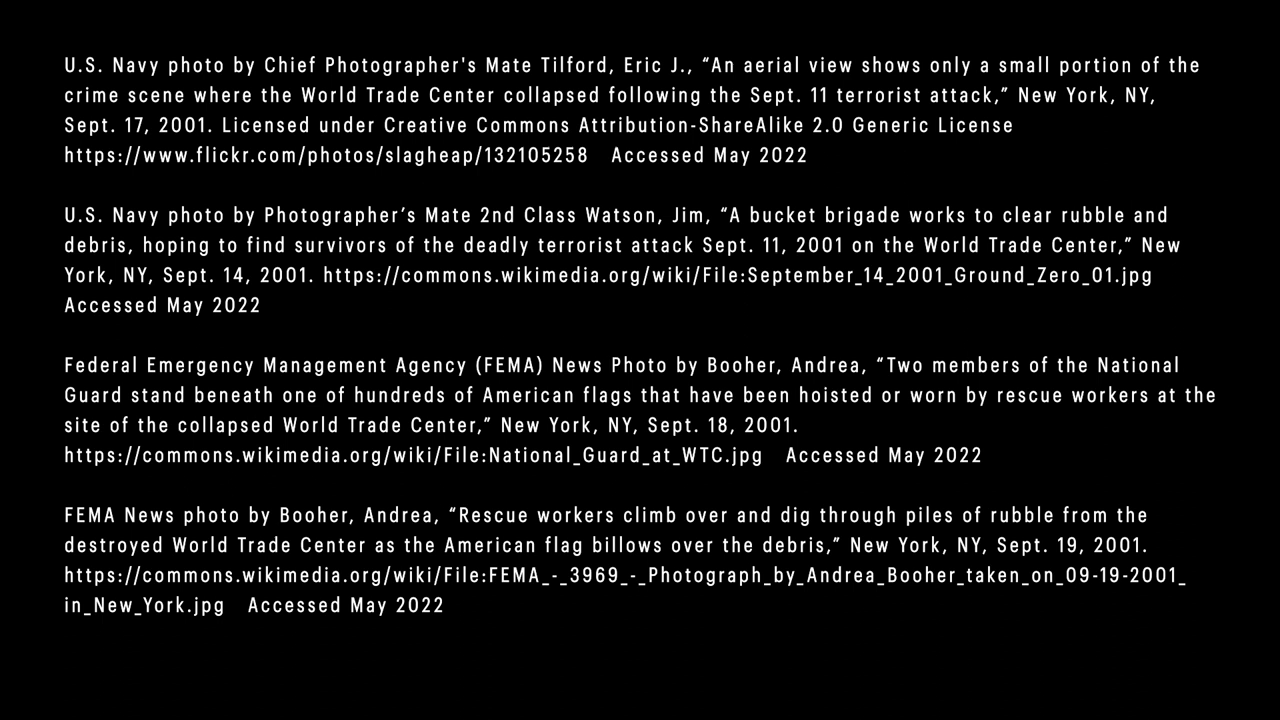 U.S. Navy photo by Chief Photographer's Mate Tilford, Eric J., “An aerial view shows only a small portion of the
crime scene where the World Trade Center collapsed following the Sept. 11 terrorist attack,” New York, NY,
Sept. 17, 2001. Licensed under Creative Commons Attribution-ShareAlike 2.0 Generic License
https://www.flickr.com/photos/slagheap/132105258 Accessed May 2022
U.S. Navy photo by Photographer’s Mate 2nd Class Watson, Jim, “A bucket brigade works to clear rubble and
debris, hoping to find survivors of the deadly terrorist attack Sept. 11, 2001 on the World Trade Center,” New
York, NY, Sept. 14, 2001. https://commons.wikimedia.org/wiki/File:September_14_2001_Ground_Zero_01.jpg
Accessed May 2022
Federal Emergency Management Agency (FEMA) News Photo by Booher, Andrea, “Two members of the National
Guard stand beneath one of hundreds of American flags that have been hoisted or worn by rescue workers at the
site of the collapsed World Trade Center,” New York, NY, Sept. 18, 2001.
https://commons.wikimedia.org/wiki/File:National_Guard_at_WTC.jpg Accessed May 2022
FEMA News photo by Booher, Andrea, “Rescue workers climb over and dig through piles of rubble from the
destroyed World Trade Center as the American flag billows over the debris,” New York, NY, Sept. 19, 2001.
https://commons.wikimedia.org/wiki/File:FEMA_-_3969_-_Photograph_by_Andrea_Booher_taken_on_09-19-2001_
in_New_York.jpg Accessed May 2022